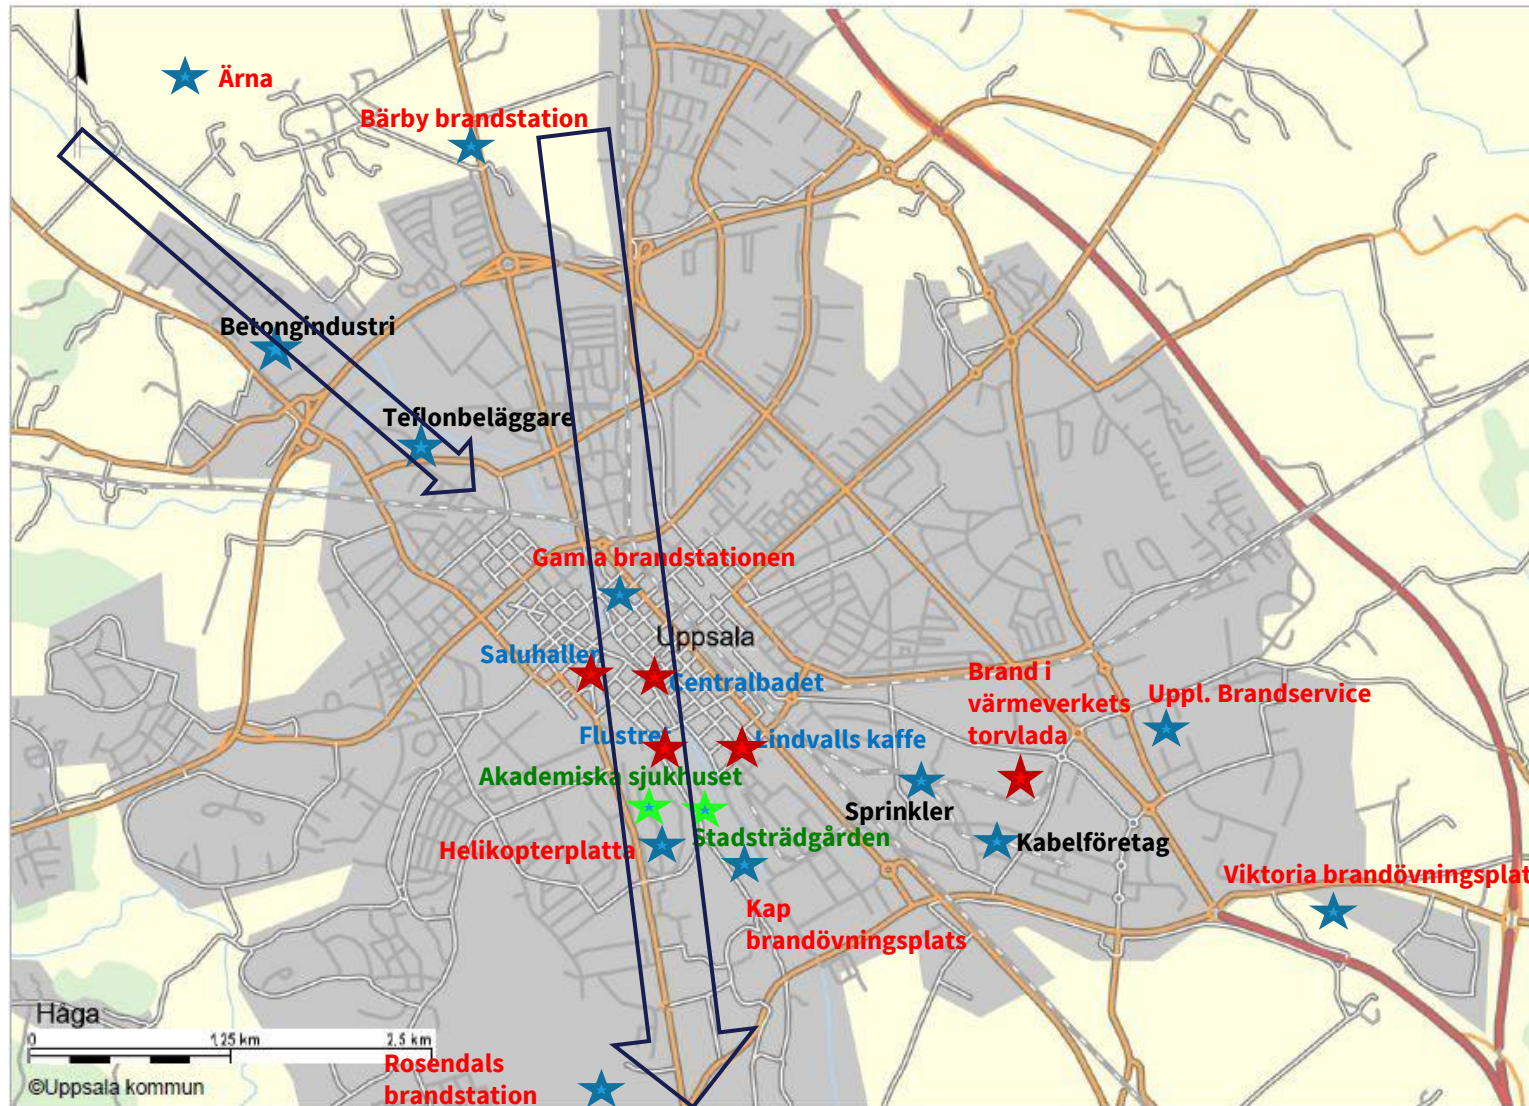 Ärna
Bärby brandstation
Betongindustri
Teflonbeläggare
Gamla brandstationen
Uppsala
Saluhallen
Centralbadet
Brand i
värmeverkets
torvlada
Uppl. Brandservice
Flustret
Lindvalls kaffe
Akademiska sjukhuset
Sprinkler
Stadsträdgården
Kabelföretag
Helikopterplatta
Viktoria brandövningsplat
Kap
brandövningsplats
Håga
0 1,25 km 2,5 km
Rosendals
brandstation
©Uppsala kommun